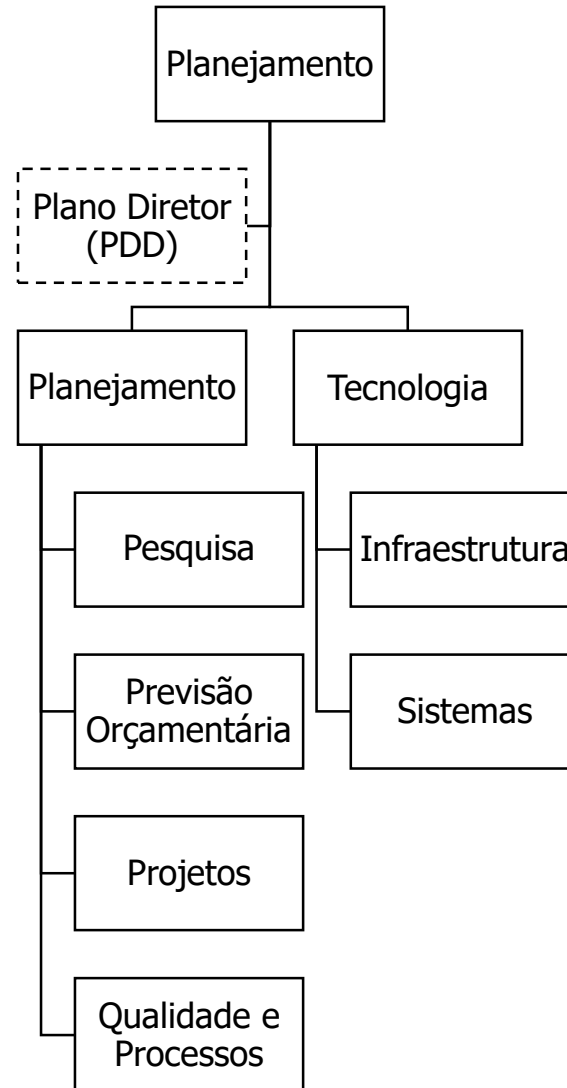 Planejamento
Plano Diretor
(PDD)
Planejamento
Tecnologia
Pesquisa
Infraestrutura
Previsão
Orçamentária
Sistemas
Projetos
Qualidade e
Processos